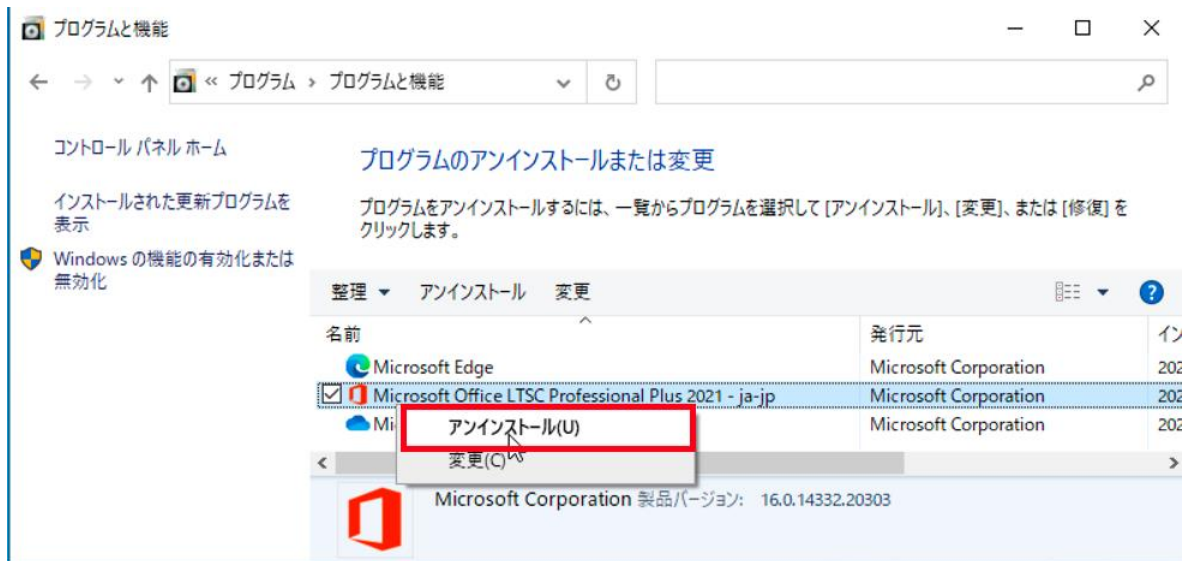 プログラムと機能
« プログラム › プログラムと機能
コントロール パネル ホーム
インストールされた更新プログラムを
表示
Windows の機能の有効化または
無効化
プログラムのアンインストールまたは変更
プログラムをアンインストールするには、一覧からプログラムを選択して [アンインストール]、[変更]、または [修復] を
クリックします。
整理 アンインストール 変更
名前 発行元 イン
Microsoft Edge Microsoft Corporation 202
Microsoft Office LTSC Professional Plus 2021 - ja-jp Microsoft Corporation 202
Mi Microsoft Corporation 202
アンインストール(U)
変更(C)
Microsoft Corporation 製品バージョン: 16.0.14332.20303